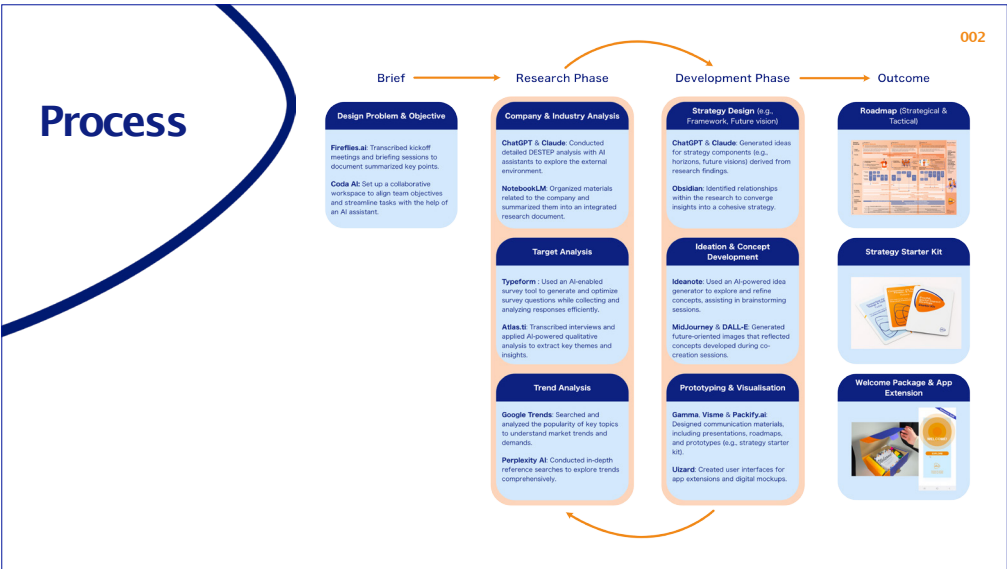 002
Process
Brief
Research Phase
Development Phase
Outcome
Design Problem & Objective
Fireflies.ai: Transcribed kickoff
meetings and briefing sessions to
document summarized key points.
Coda AI: Set up a collaborative
workspace to align team objectives
and streamline tasks with the help of
an AI assistant.
Company & Industry Analysis
ChatGPT & Claude: Conducted
detailed DESTEP analysis with AI
assistants to explore the external
environment.
NotebookLM: Organized materials
related to the company and
summarized them into an integrated
research document.
Target Analysis
Typeform : Used an AI-enabled
survey tool to generate and optimize
survey questions while collecting and
analyzing responses efficiently.
Atlas.ti: Transcribed interviews and
applied AI-powered qualitative
analysis to extract key themes and
insights.
Trend Analysis
Google Trends: Searched and
analyzed the popularity of key topics
to understand market trends and
demands.
Perplexity AI: Conducted in-depth
reference searches to explore trends
comprehensively.
Strategy Design (e.g.,
Framework, Future vision)
ChatGPT & Claude: Generated ideas
for strategy components (e.g.,
horizons, future visions) derived from
research findings.
Obsidian: Identified relationships
within the research to converge
insights into a cohesive strategy.
Ideation & Concept
Development
Ideanote: Used an AI-powered idea
generator to explore and refine
concepts, assisting in brainstorming
sessions.
MidJourney & DALL-E: Generated
future-oriented images that reflected
concepts developed during co-
creation sessions.
Prototyping & Visualisation
Gamma, Visme & Packify.ai:
Designed communication materials,
including presentations, roadmaps,
and prototypes (e.g., strategy starter
kit).
Uizard: Created user interfaces for
app extensions and digital mockups.
Roadmap (Strategical &
Tactical)
Strategy Starter Kit
Welcome Package & App
Extension